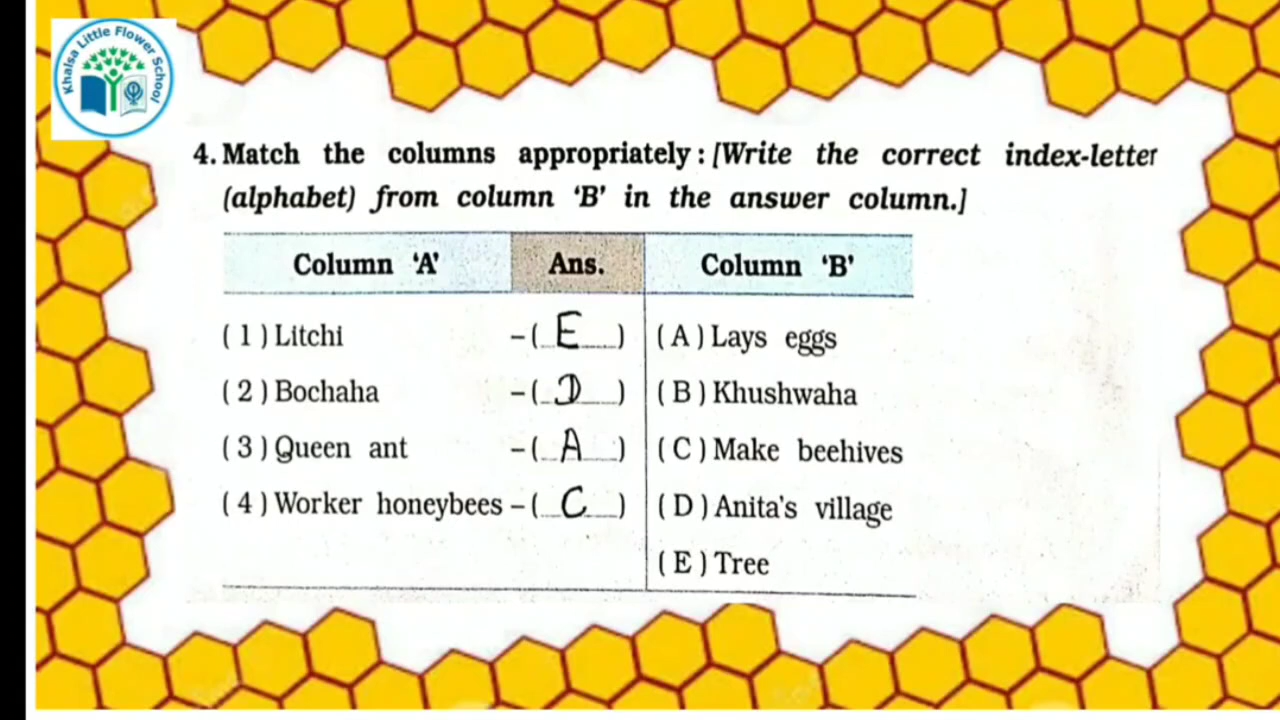 Khalsa Little Flower School
4. Match the columns appropriately : [Write the correct index-letter
(alphabet) from column ‘B’ in the answer column.]
Column ‘A’ Ans. Column ‘B’
( 1 ) Litchi – ( E ) ( A ) Lays eggs
( 2 ) Bochaha – ( D ) ( B ) Khushwaha
( 3 ) Queen ant – ( A ) ( C ) Make beehives
( 4 ) Worker honeybees – ( C ) ( D ) Anita's village
( E ) Tree